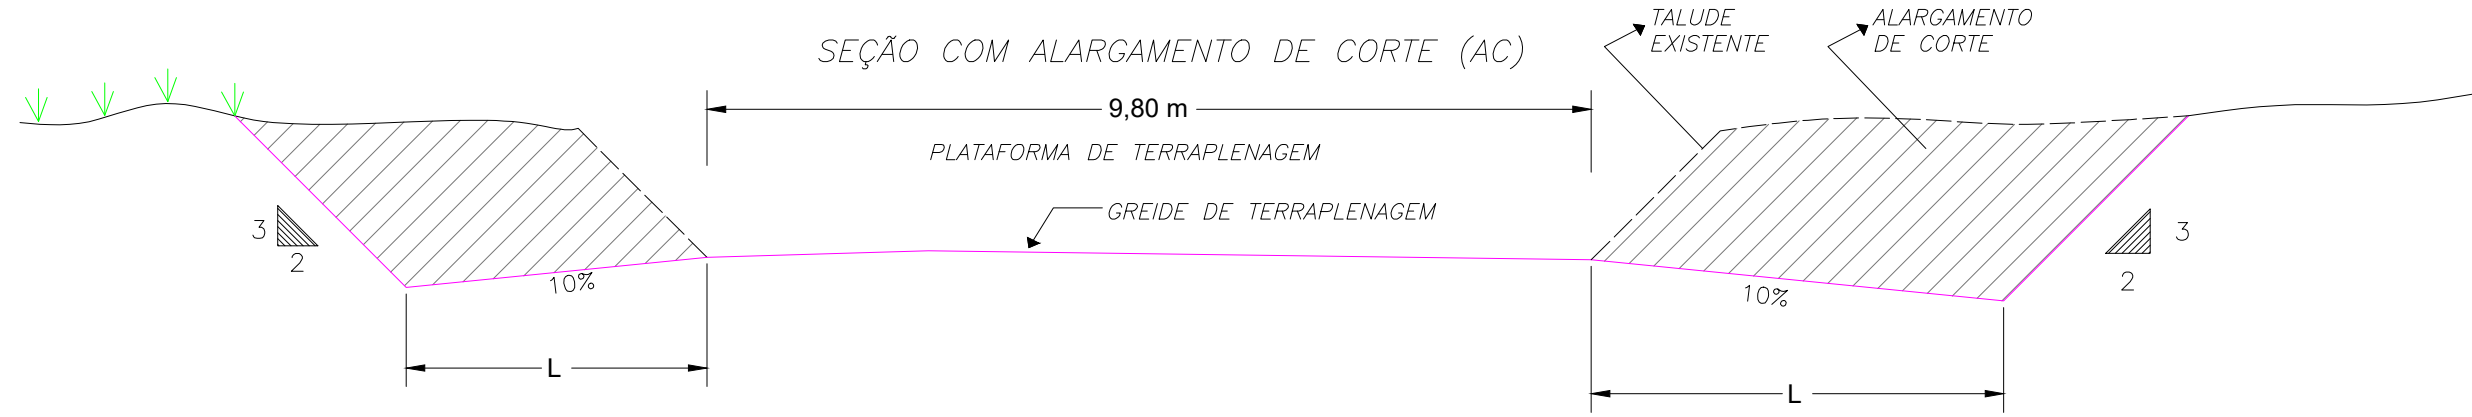 SEÇÃO COM ALARGAMENTO DE CORTE (AC)
TALUDE
EXISTENTE
ALARGAMENTO
DE CORTE
9,80 m
PLATAFORMA DE TERRAPLENAGEM
GREIDE DE TERRAPLENAGEM
3
2
10%
L
10%
L
3
2